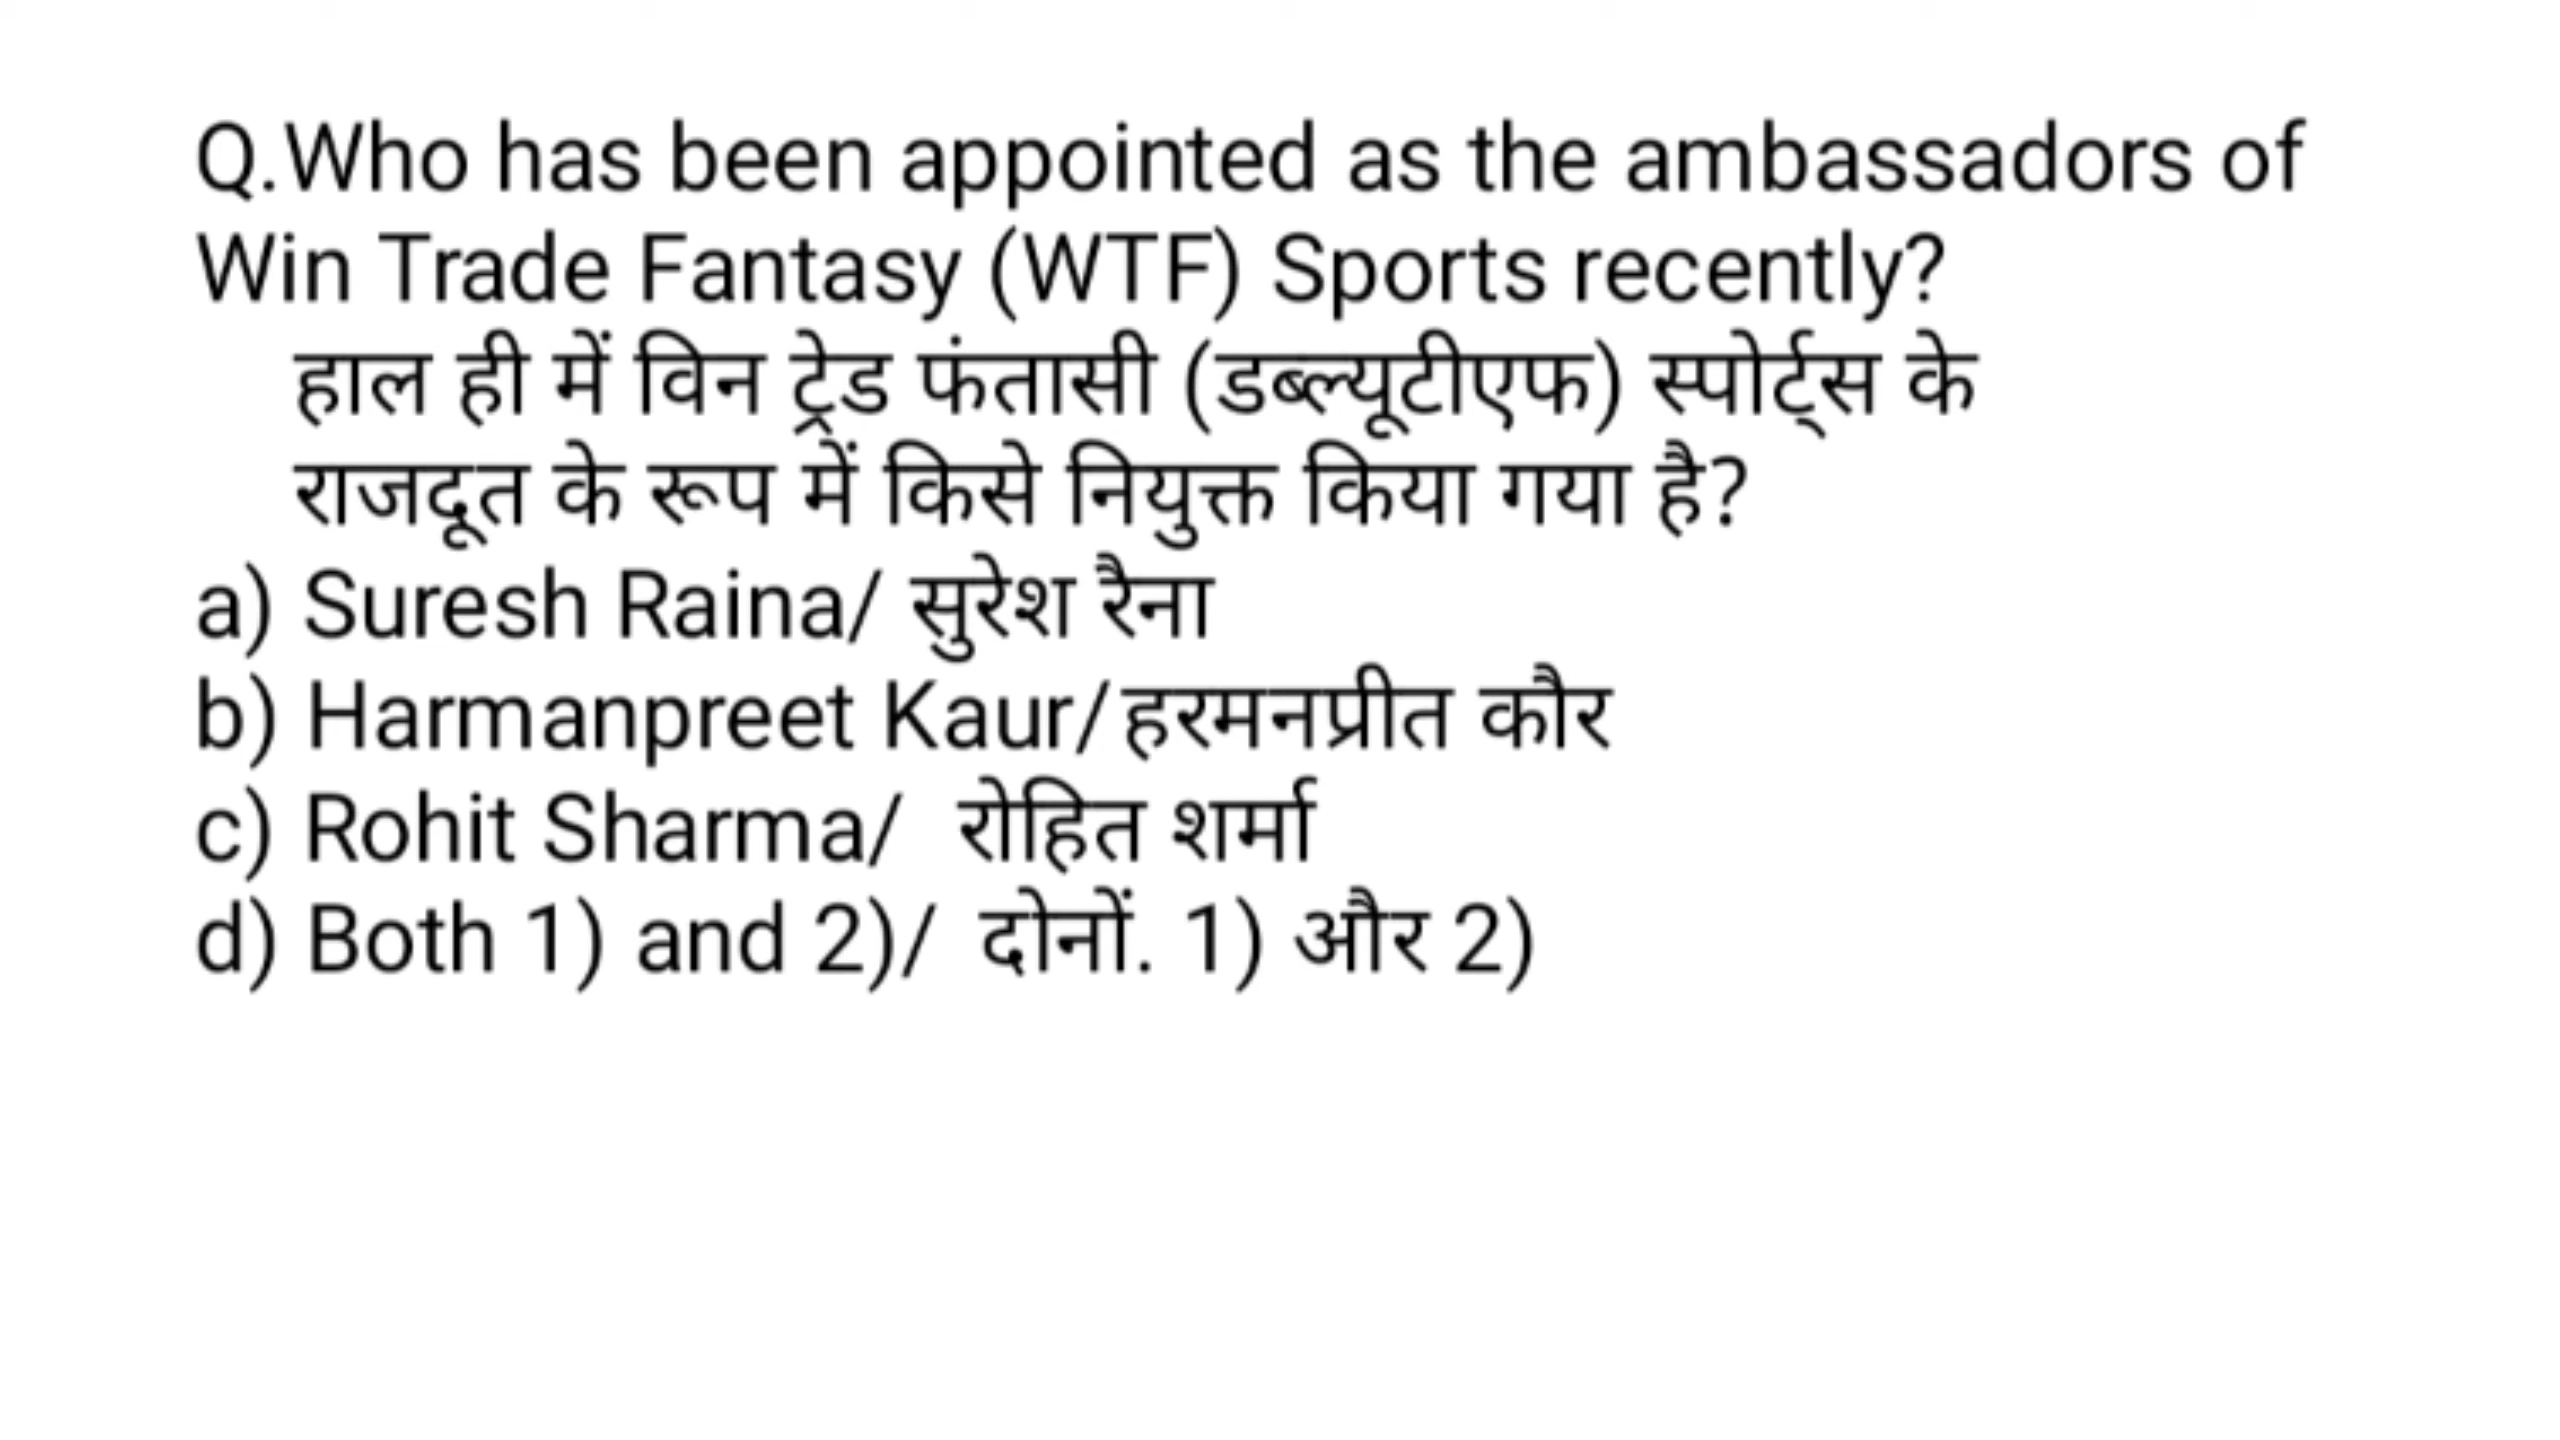 Q.Who has been appointed as the ambassadors of
Win Trade Fantasy (WTF) Sports recently?
हाल ही में विन ट्रेड फंतासी (डब्ल्यूटीएफ) स्पोर्ट्स के
राजदूत के रूप में किसे नियुक्त किया गया है?
a) Suresh Raina/ सुरेश रैना
b) Harmanpreet Kaur/हरमनप्रीत कौर
c) Rohit Sharma/ रोहित शर्मा
d) Both 1) and 2)/ दोनों. 1) और 2)